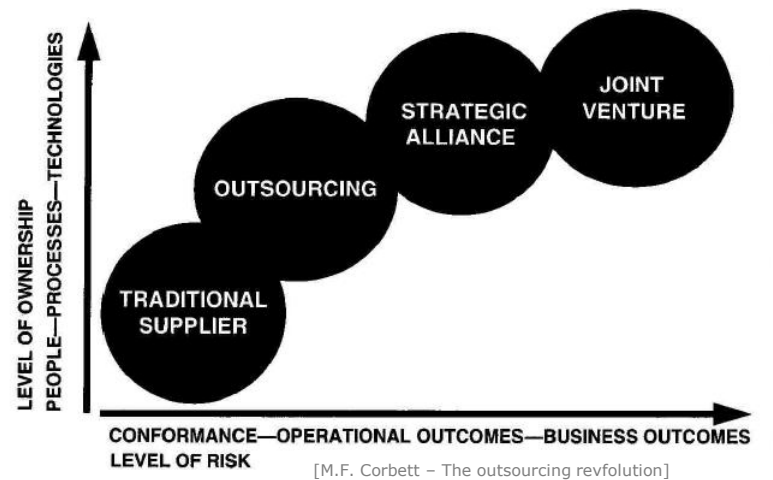 LEVEL OF OWNERSHIP
PEOPLE—PROCESSES—TECHNOLOGIES
JOINT
VENTURE
STRATEGIC
ALLIANCE
OUTSOURCING
TRADITIONAL
SUPPLIER
CONFORMANCE—OPERATIONAL OUTCOMES—BUSINESS OUTCOMES
LEVEL OF RISK
[M.F. Corbett – The outsourcing revfolution]